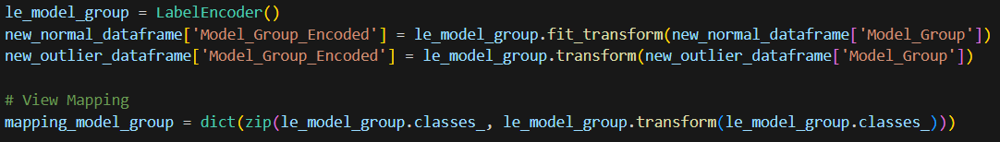 le_model_group = LabelEncoder()
new_normal_dataframe['Model_Group_Encoded'] = le_model_group.fit_transform(new_normal_dataframe['Model_Group'])
new_outlier_dataframe['Model_Group_Encoded'] = le_model_group.transform(new_outlier_dataframe['Model_Group'])
# View Mapping
mapping_model_group = dict(zip(le_model_group.classes_, le_model_group.transform(le_model_group.classes_)))